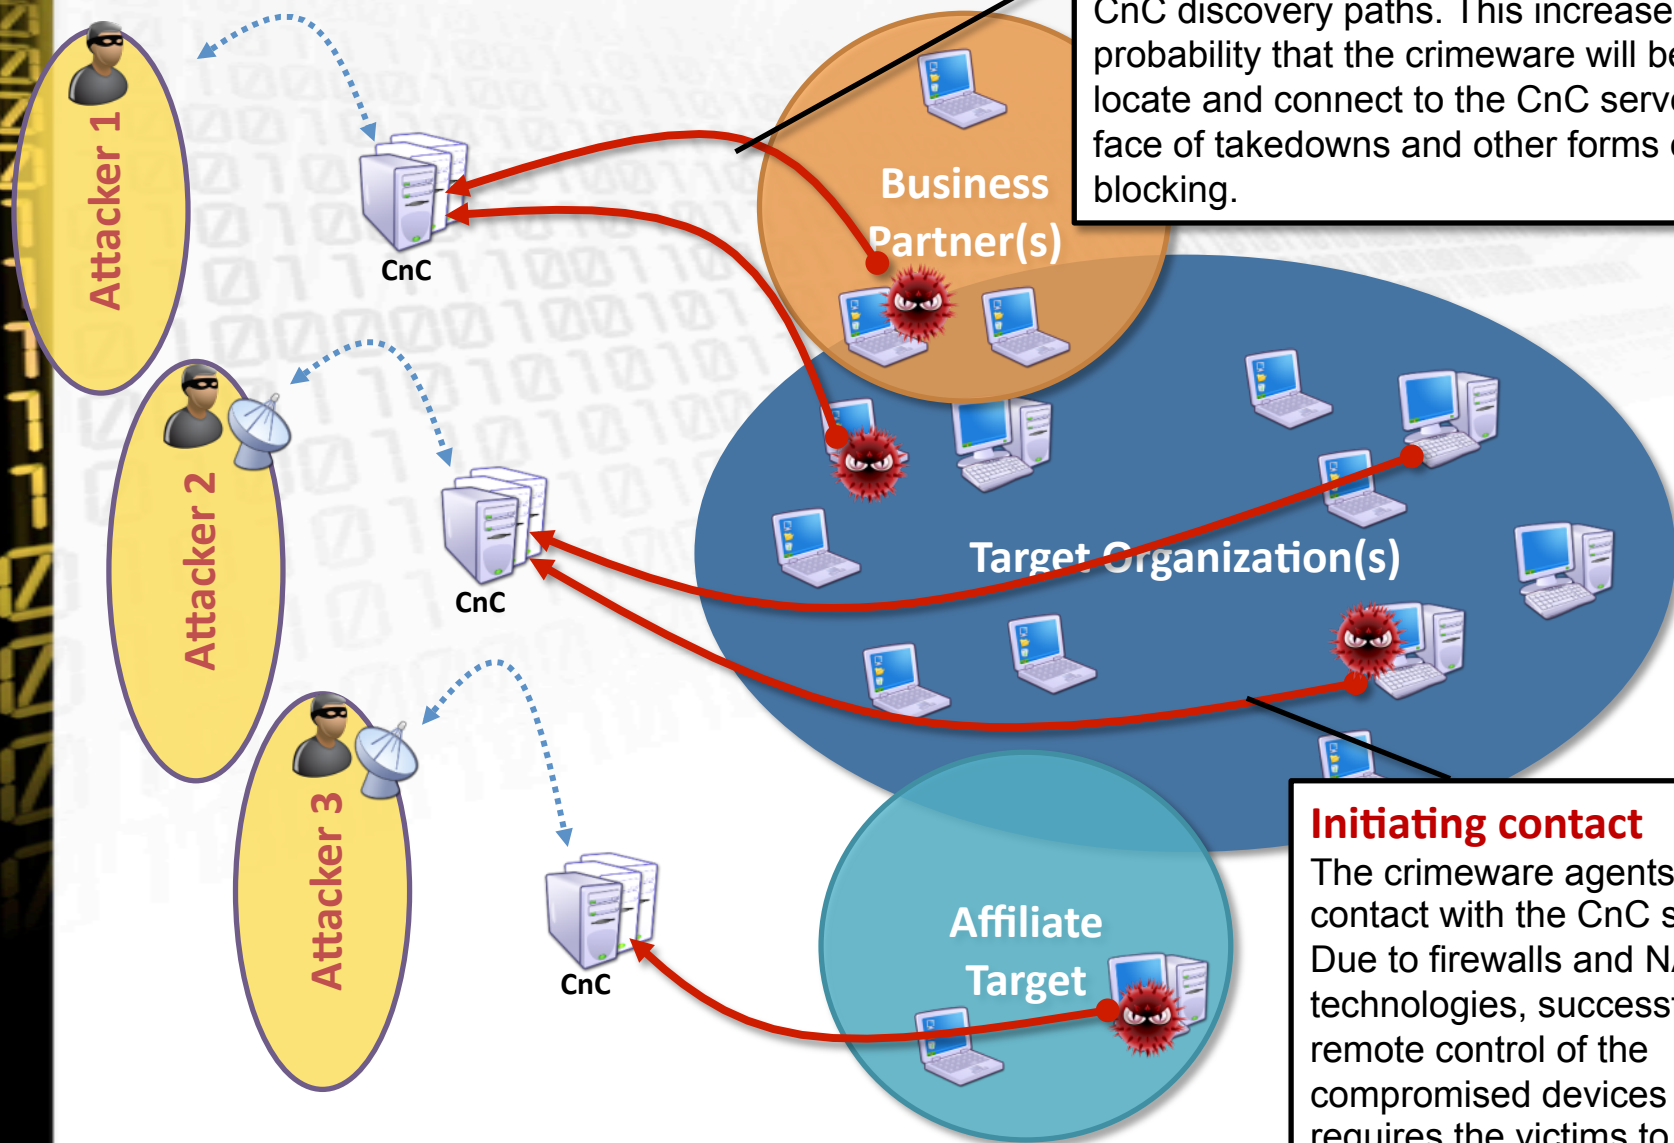 CnC discovery paths. This increase
probability that the crimeware will be
locate and connect to the CnC serve
face of takedowns and other forms
blocking.
Attacker 1
CnC
Business
Partner(s)
Attacker 2
CnC
Target Organization(s)
Attacker 3
CnC
Affiliate
Target
Initiating contact
The crimeware agents
contact with the CnC s
Due to firewalls and NA
technologies, success
remote control of the
compromised devices
requires the victims to